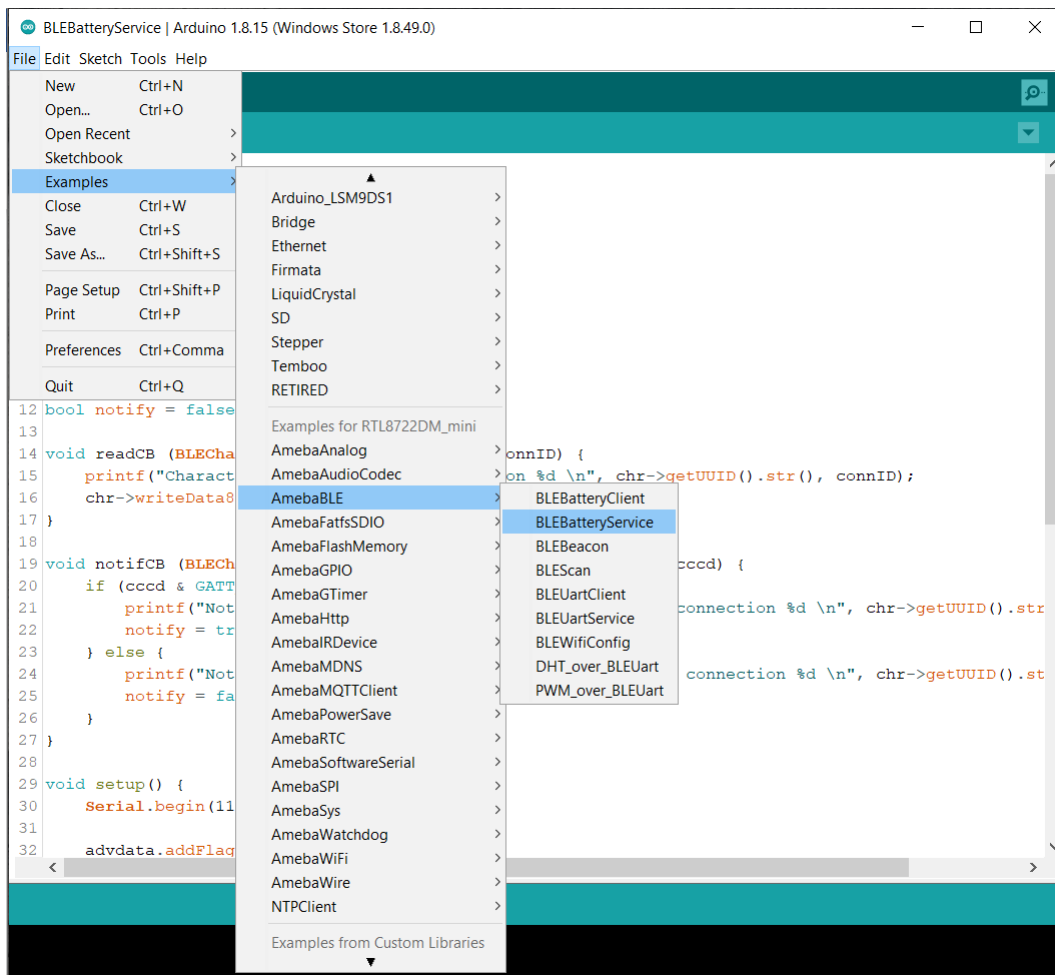 BLEBatteryService | Arduino 1.8.15 (Windows Store 1.8.49.0)
File Edit Sketch Tools Help
New Ctrl+N
Open... Ctrl+O
Open Recent
Sketchbook
Examples
Close Ctrl+W
Save Ctrl+S
Save As... Ctrl+Shift+S
Page Setup Ctrl+Shift+P
Print Ctrl+P
Preferences Ctrl+Comma
Quit Ctrl+Q
Arduino_LSM9DS1
Bridge
Ethernet
Firmata
LiquidCrystal
SD
Stepper
Temboo
RETIRED
Examples for RTL8722DM_mini
AmebaAnalog
AmebaAudioCodec
AmebaBLE
AmebaFatfsSDIO
AmebaFlashMemory
AmebaGPIO
AmebaGTimer
AmebaHttp
AmebaIRDevice
AmebaMDNS
AmebaMQTTClient
AmebaPowerSave
AmebaRTC
AmebaSoftwareSerial
AmebaSPI
AmebaSys
AmebaWatchdog
AmebaWiFi
AmebaWire
NTPClient
Examples from Custom Libraries
BLEBatteryClient
BLEBatteryService
BLEBeacon
BLEScan
BLEUartClient
BLEUartService
BLEWifiConfig
DHT_over_BLEUart
PWM_over_BLEUart
12 bool notify = false
13
14 void readCB (BLECha onnID) {
15 printf("Charact on %d \n", chr->getUUID().str(), connID);
16 chr->writeData8
17 }
18
19 void notifCB (BLECh cccd) {
20 if (cccd & GATT
21 printf("Not connection %d \n", chr->getUUID().str
22 notify = tr
23 } else {
24 printf("Not connection %d \n", chr->getUUID().st
25 notify = fa
26 }
27 }
28
29 void setup() {
30 Serial.begin(11
31
32 advdata.addFlag